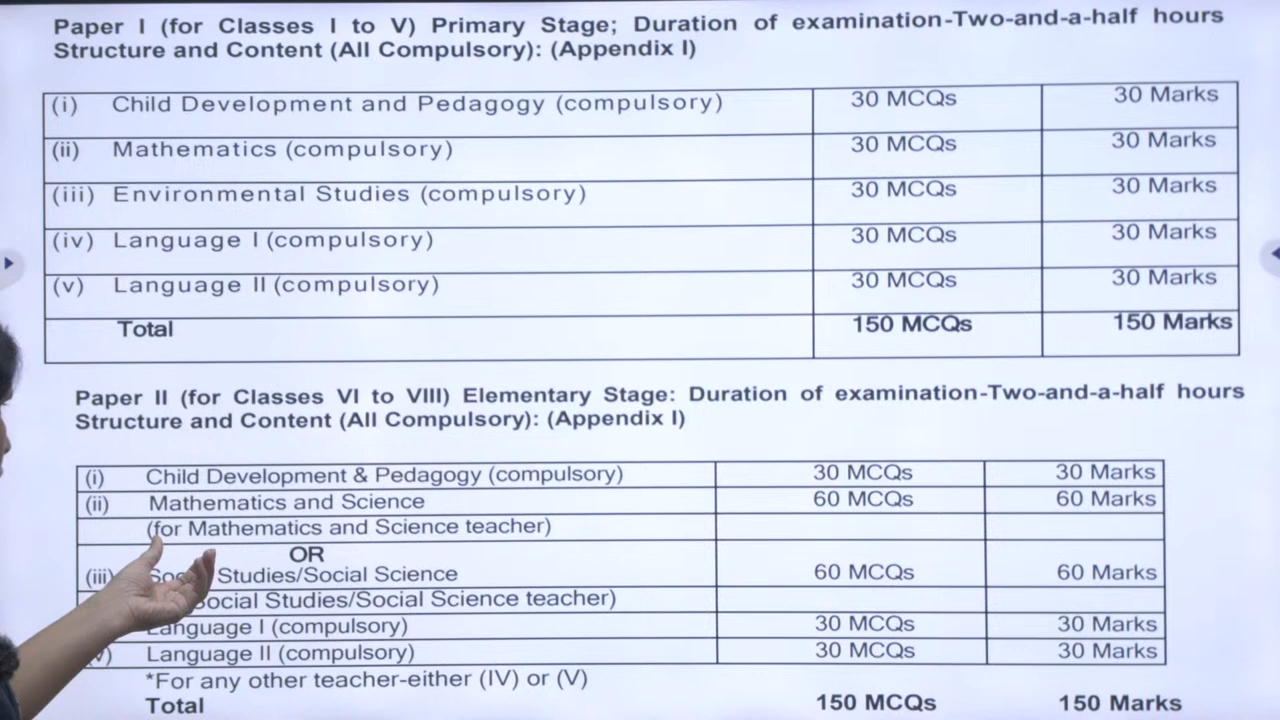 Paper I (for Classes I to V) Primary Stage; Duration of examination-Two-and-a-half hours
Structure and Content (All Compulsory): (Appendix I)
(i) Child Development and Pedagogy (compulsory) 30 MCQs 30 Marks
(ii) Mathematics (compulsory) 30 MCQs 30 Marks
(iii) Environmental Studies (compulsory) 30 MCQs 30 Marks
(iv) Language I (compulsory) 30 MCQs 30 Marks
(v) Language II (compulsory) 30 MCQs 30 Marks
Total 150 MCQs 150 Marks
Paper II (for Classes VI to VIII) Elementary Stage: Duration of examination-Two-and-a-half hours
Structure and Content (All Compulsory): (Appendix I)
(i) Child Development & Pedagogy (compulsory) 30 MCQs 30 Marks
(ii) Mathematics and Science 60 MCQs 60 Marks
(for Mathematics and Science teacher)
OR
(iii) Studies/Social Science 60 MCQs 60 Marks
Social Studies/Social Science teacher)
Language I (compulsory) 30 MCQs 30 Marks
Language II (compulsory) 30 MCQs 30 Marks
*For any other teacher-either (IV) or (V)
Total 150 MCQs 150 Marks